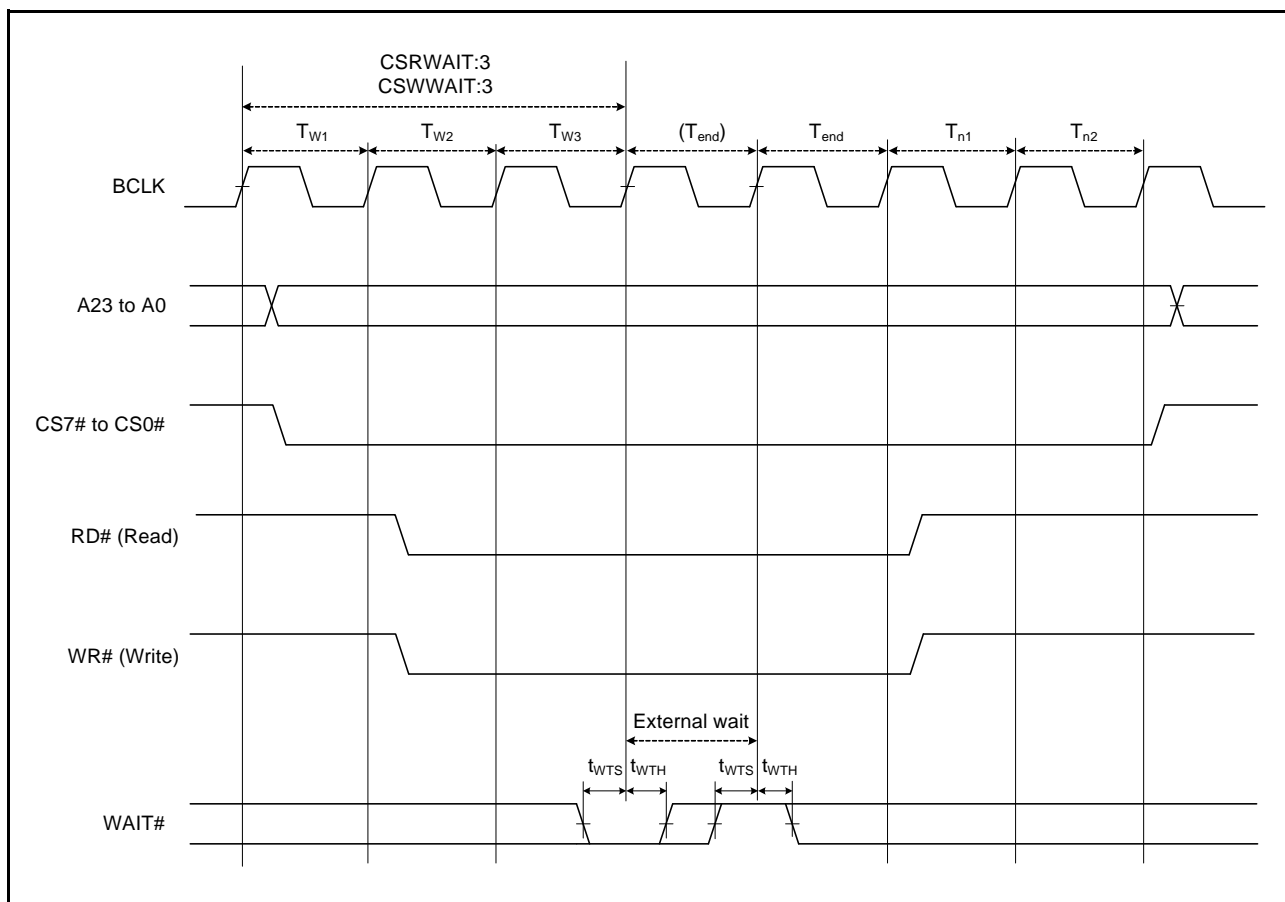 CSRWAIT:3
CSWWAIT:3
TW1 TW2 TW3 (Tend) Tend Tn1 Tn2
BCLK
A23 to A0
CS7# to CS0#
RD# (Read)
WR# (Write)
External wait
tWTS tWTH tWTS tWTH
WAIT#